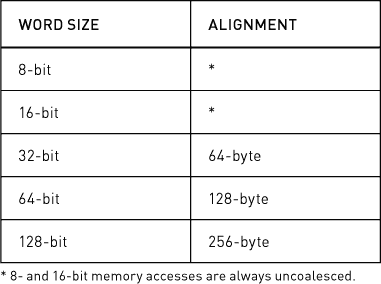 WORD SIZE ALIGNMENT
8-bit *
16-bit *
32-bit 64-byte
64-bit 128-byte
128-bit 256-byte
* 8- and 16-bit memory accesses are always uncoalesced.